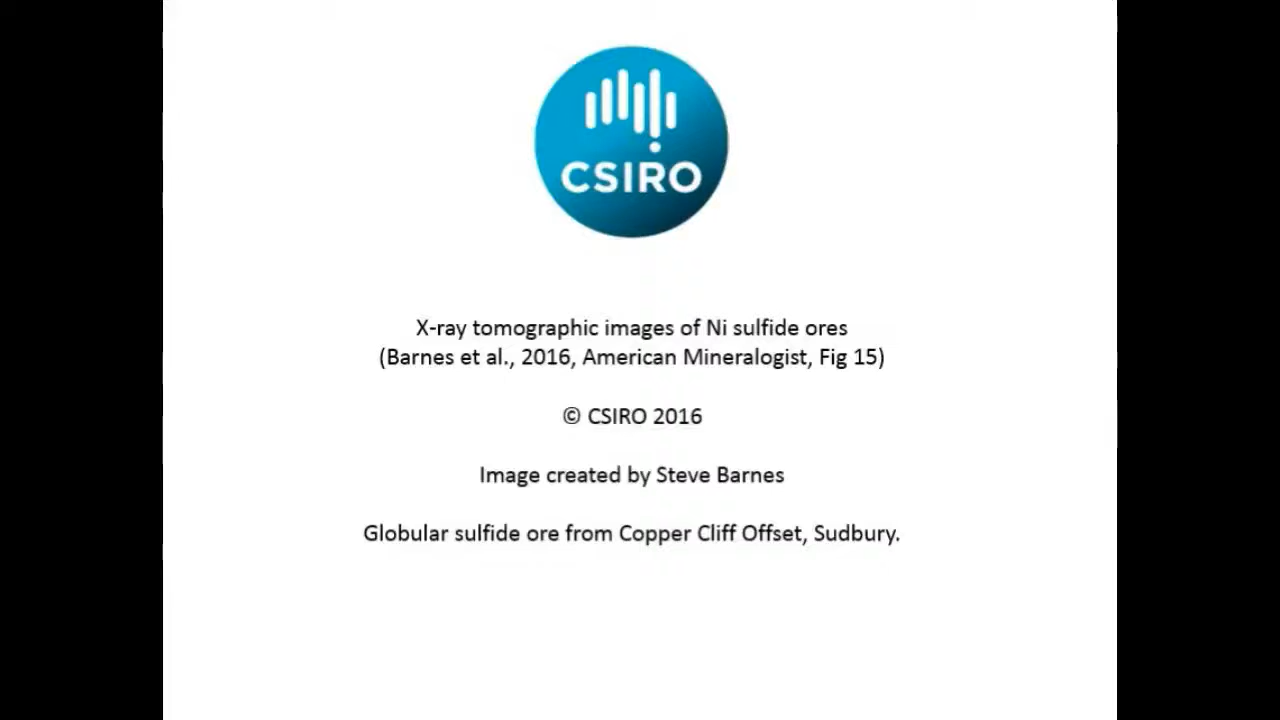 CSIRO
X-ray tomographic images of Ni sulfide ores
(Barnes et al., 2016, American Mineralogist, Fig 15)
© CSIRO 2016
Image created by Steve Barnes
Globular sulfide ore from Copper Cliff Offset, Sudbury.